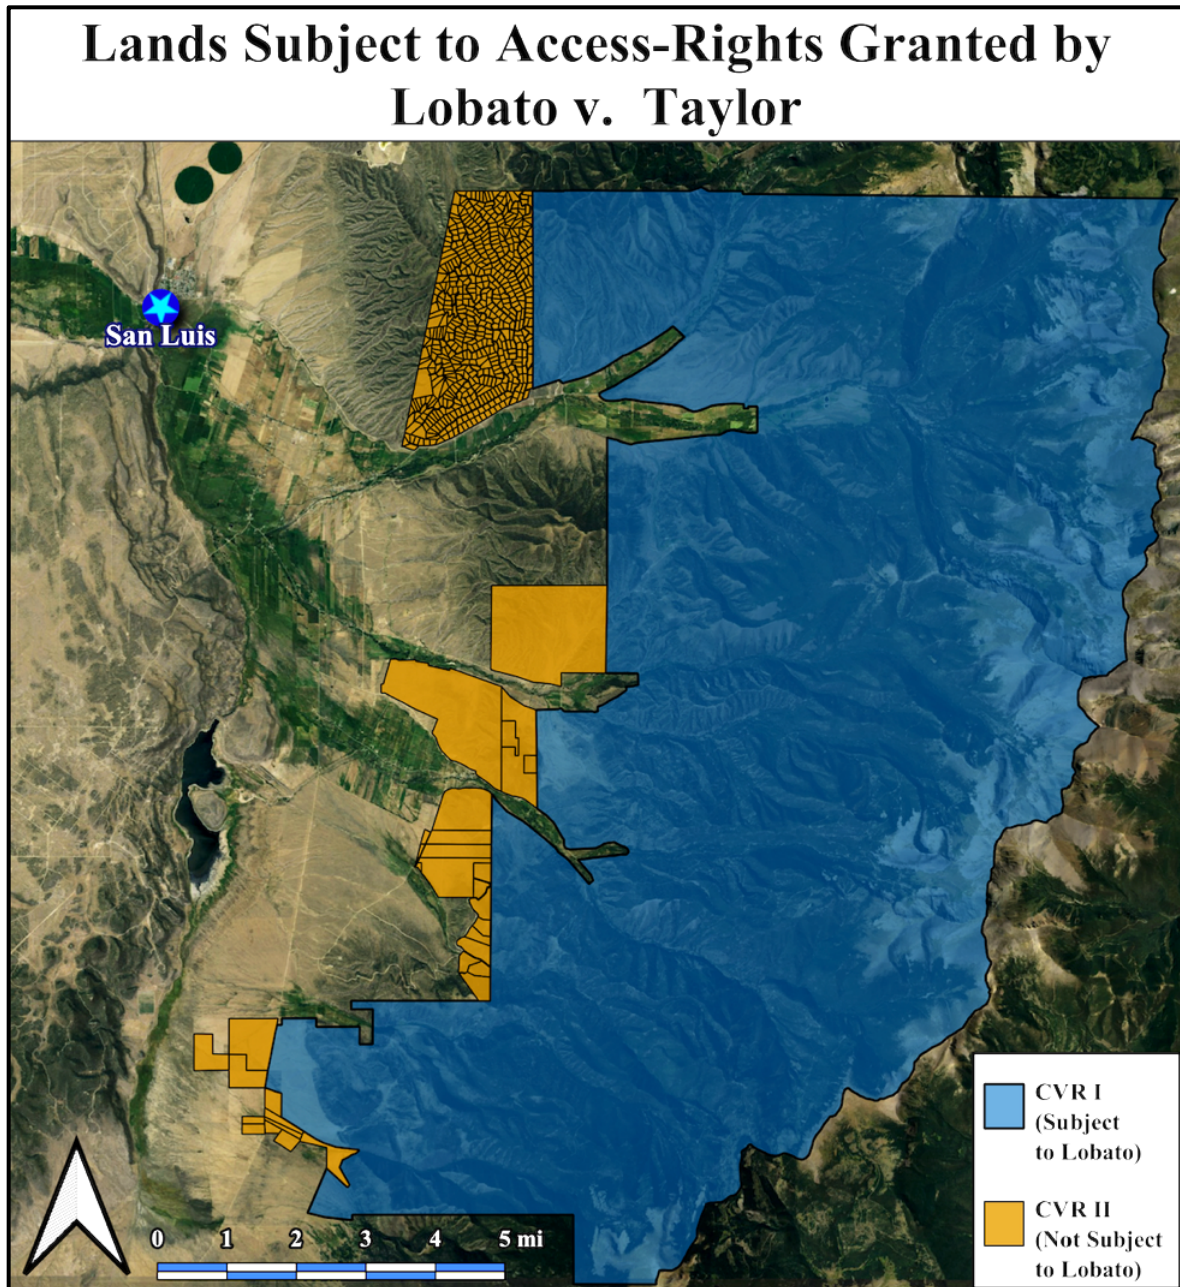 Lands Subject to Access-Rights Granted by
Lobato v. Taylor
San Luis
0 1 2 3 4 5 mi
CVR I
(Subject
to Lobato)
CVR II
(Not Subject
to Lobato)